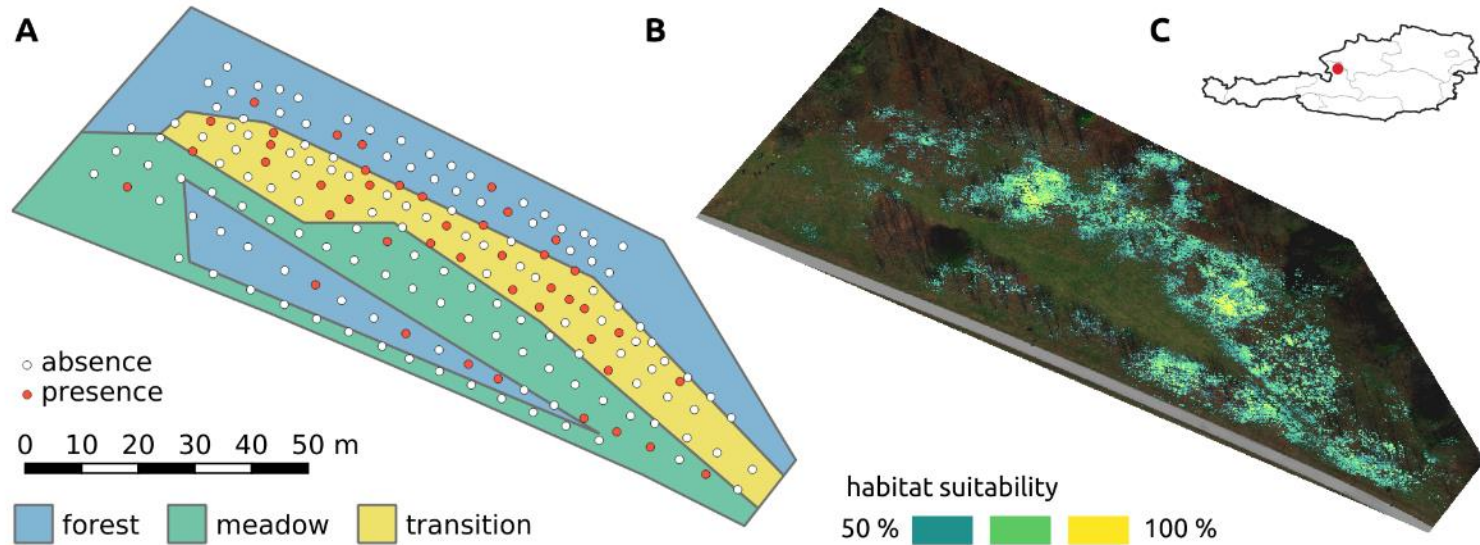 A
B
C
absence
presence
0 10 20 30 40 50 m
forest meadow transition
habitat suitability
50 % 100 %